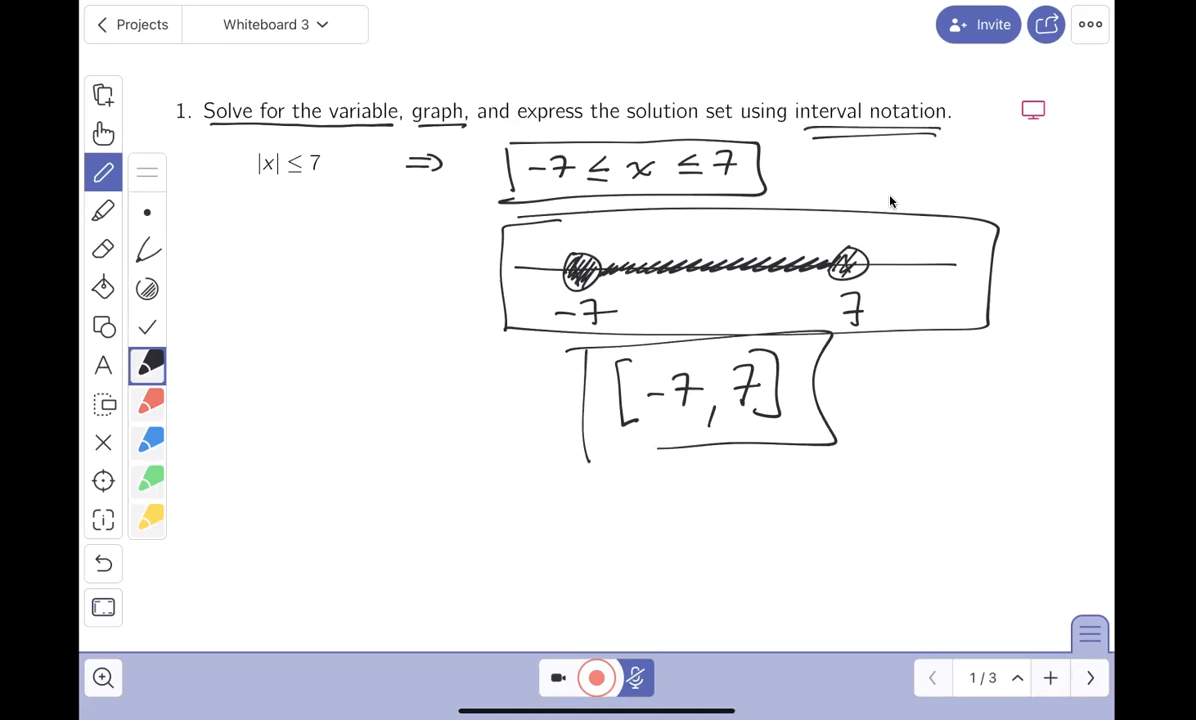 Projects
Whiteboard 3
Invite
1. Solve for the variable, graph, and express the solution set using interval notation.
|x| ≤ 7 ⇒ -7 ≤ x ≤ 7
-7 7
[-7, 7]
A
1 / 3